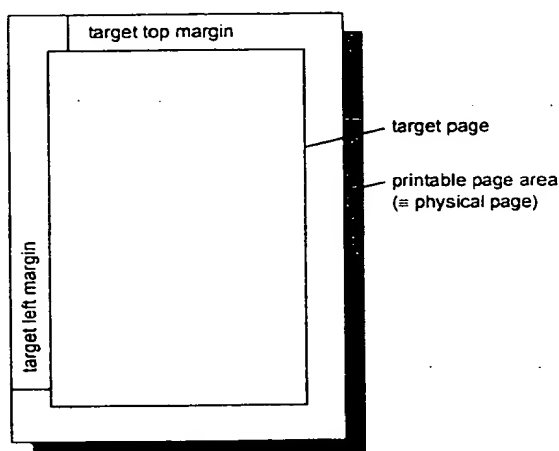 target top margin
target page
printable page area
(≡ physical page)
target left margin